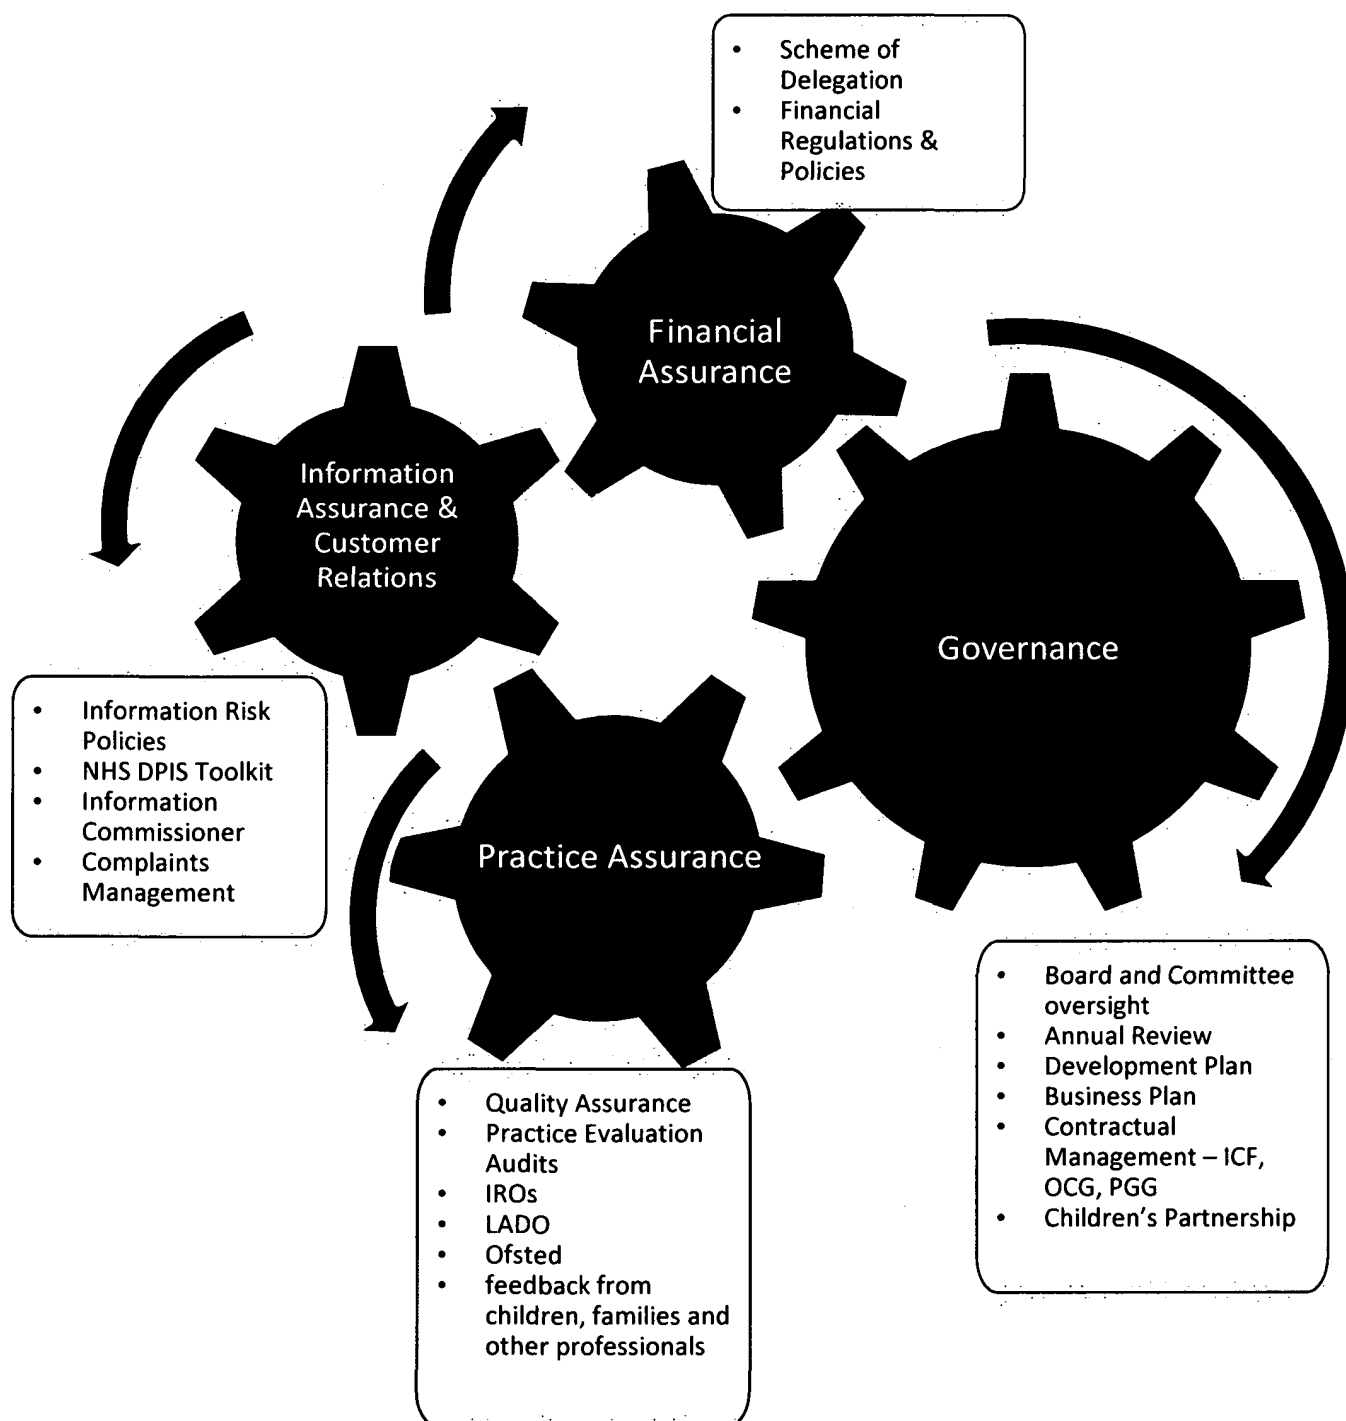 • Scheme of
Delegation
• Financial
Regulations &
Policies
Financial
Assurance
Information
Assurance &
Customer
Relations
Governance
• Information Risk
Policies
• NHS DPIS Toolkit
• Information
Commissioner
• Complaints
Management
Practice Assurance
• Board and Committee
oversight
• Annual Review
• Development Plan
• Business Plan
• Contractual
Management – ICF,
OCG, PGG
• Children's Partnership
• Quality Assurance
• Practice Evaluation
Audits
• IROs
• LADO
• Ofsted
• feedback from
children, families and
other professionals